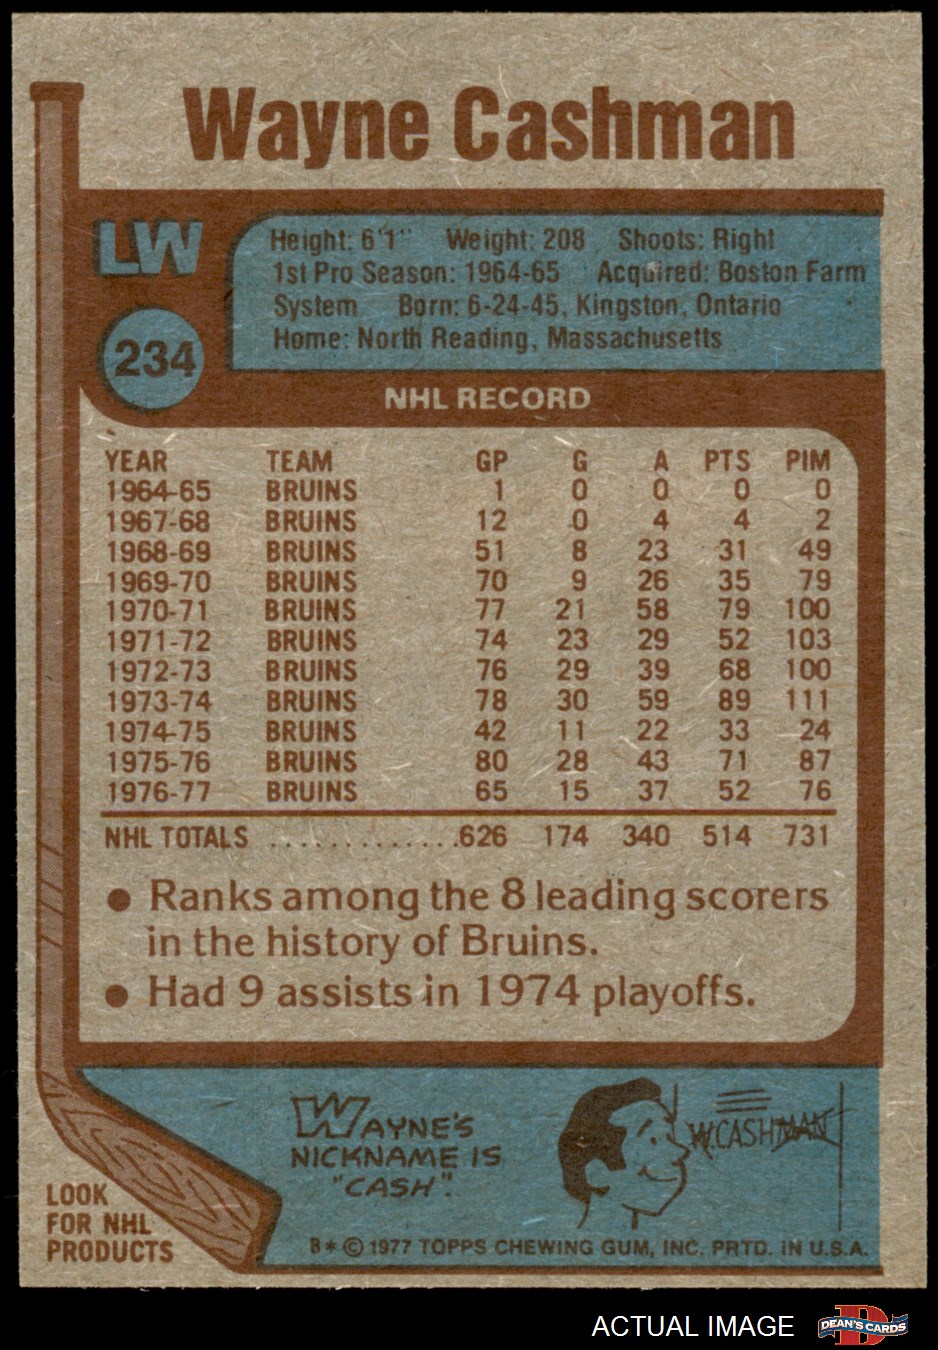 Wayne Cashman
LW
234
Height: 6'1" Weight: 208 Shoots: Right
1st Pro Season: 1964-65 Acquired: Boston Farm
System Born: 6-24-45, Kingston, Ontario
Home: North Reading, Massachusetts
NHL RECORD
YEAR TEAM GP G A PTS PIM
1964-65 BRUINS 1 0 0 0 0
1967-68 BRUINS 12 0 4 4 2
1968-69 BRUINS 51 8 23 31 49
1969-70 BRUINS 70 9 26 35 79
1970-71 BRUINS 77 21 58 79 100
1971-72 BRUINS 74 23 29 52 103
1972-73 BRUINS 76 29 39 68 100
1973-74 BRUINS 78 30 59 89 111
1974-75 BRUINS 42 11 22 33 24
1975-76 BRUINS 80 28 43 71 87
1976-77 BRUINS 65 15 37 52 76
NHL TOTALS ..............626 174 340 514 731
● Ranks among the 8 leading scorers
in the history of Bruins.
● Had 9 assists in 1974 playoffs.
WAYNE'S
NICKNAME IS
"CASH".
W.CASHMAN
LOOK
FOR NHL
PRODUCTS
B*© 1977 TOPPS CHEWING GUM, INC. PRTD. IN U.S.A.
ACTUAL IMAGE
DEAN'S CARDS